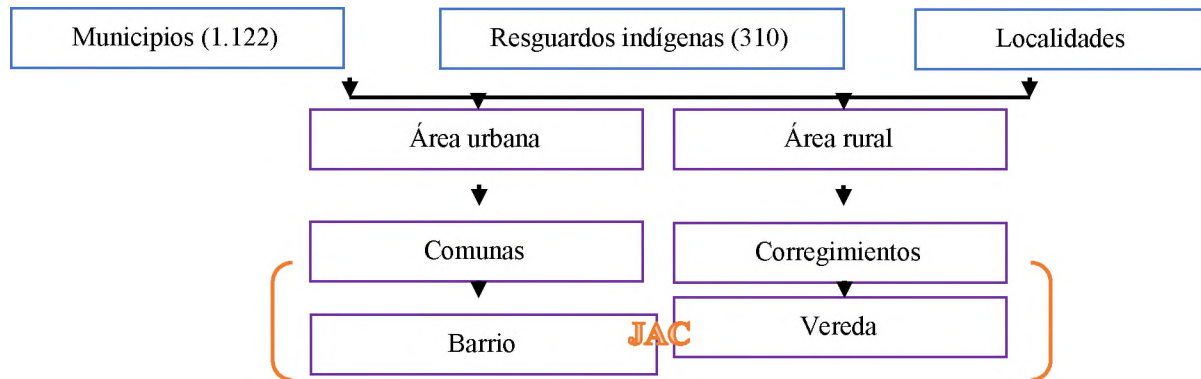 Municipios (1.122)
Resguardos indígenas (310)
Localidades
Área urbana
Área rural
Comunas
Corregimientos
Barrio
JAC
Vereda